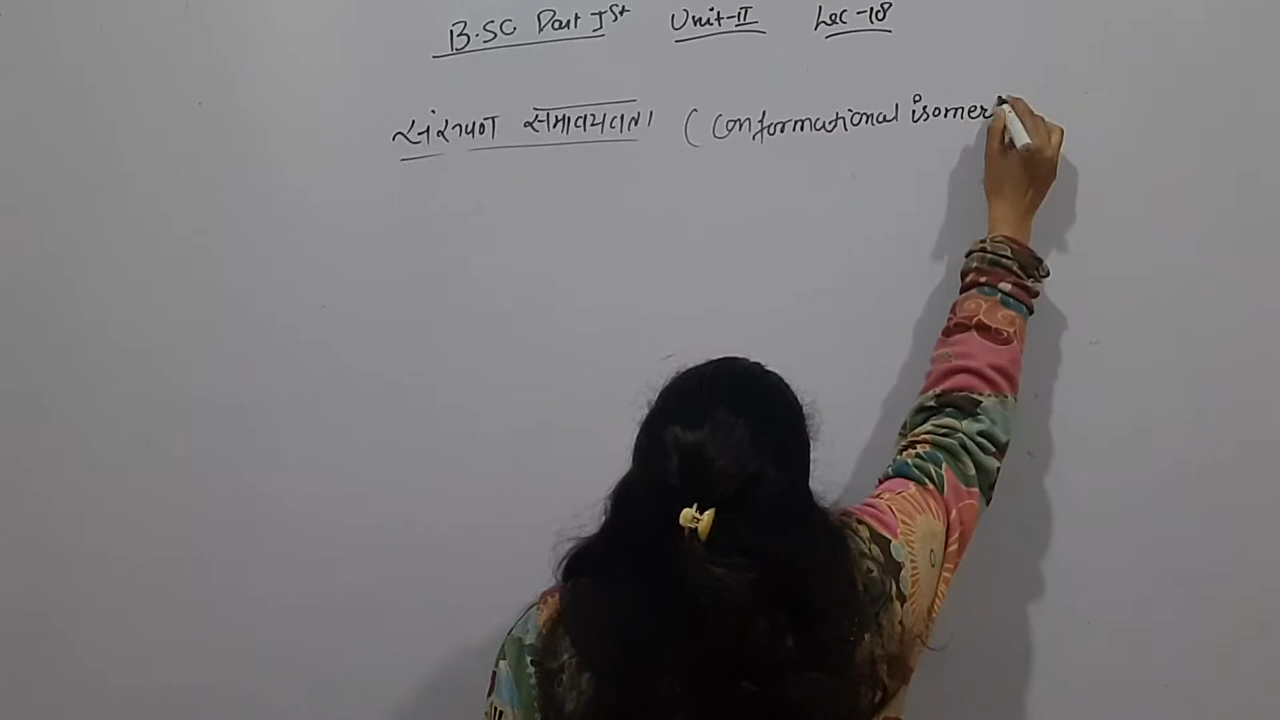 B.SC Part Ist Unit-II Lec-18
संरुपण समावयवता (Conformational isomer